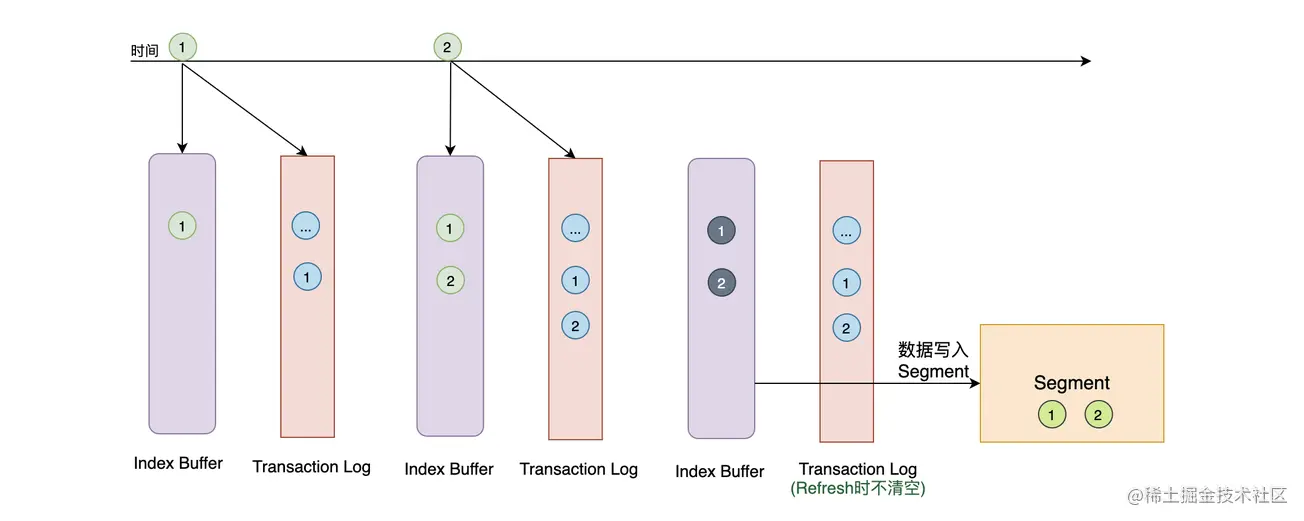 时间
1
2
1
...
1
1
2
...
1
2
1
2
...
1
2
数据写入
Segment
Segment
1
2
Index Buffer
Transaction Log
Index Buffer
Transaction Log
Index Buffer
Transaction Log
(Refresh时不清空)
@稀土掘金技术社区